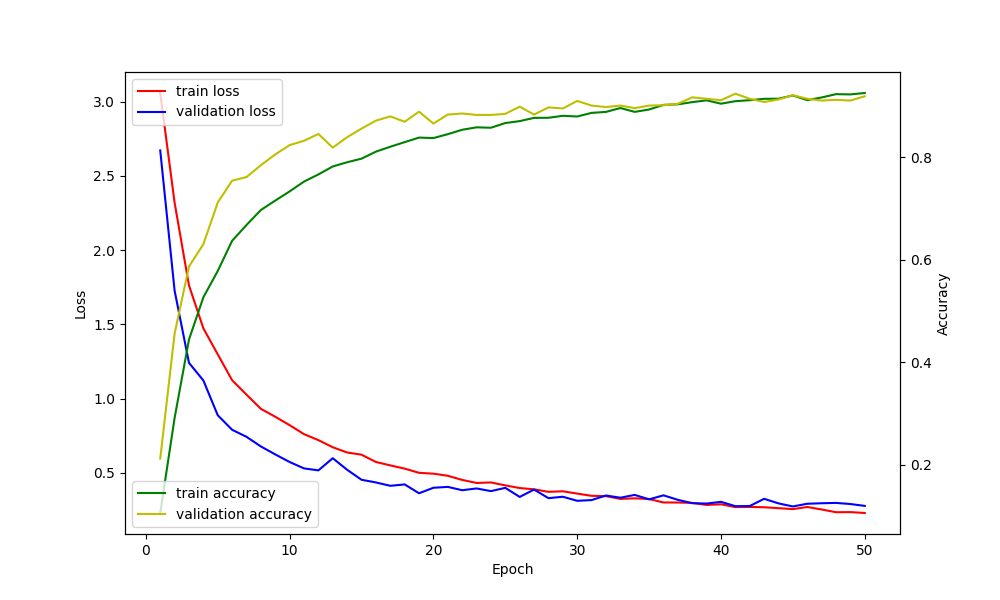 train loss
validation loss
3.0
2.5
2.0
1.5
1.0
0.5
Loss
0.8
0.6
0.4
0.2
Accuracy
train accuracy
validation accuracy
0 10 20 30 40 50
Epoch